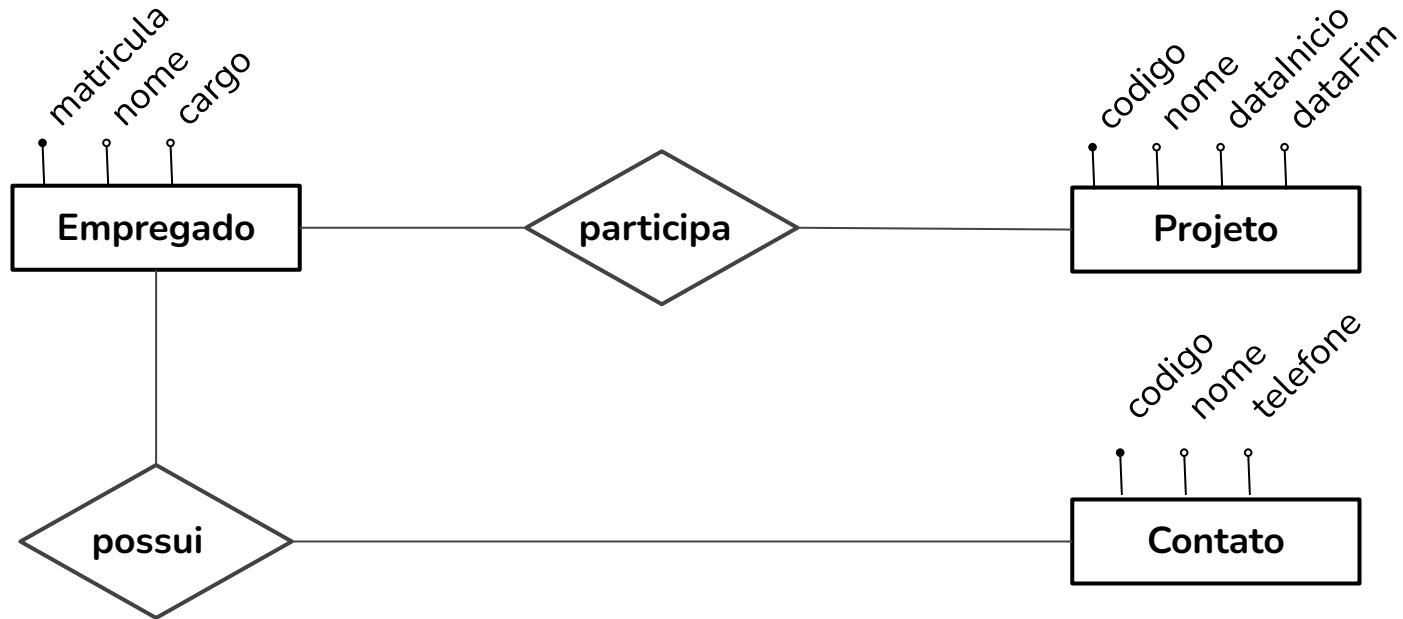 matricula
nome
cargo
Empregado
participa
codigo
nome
dataInicio
dataFim
Projeto
possui
codigo
nome
telefone
Contato